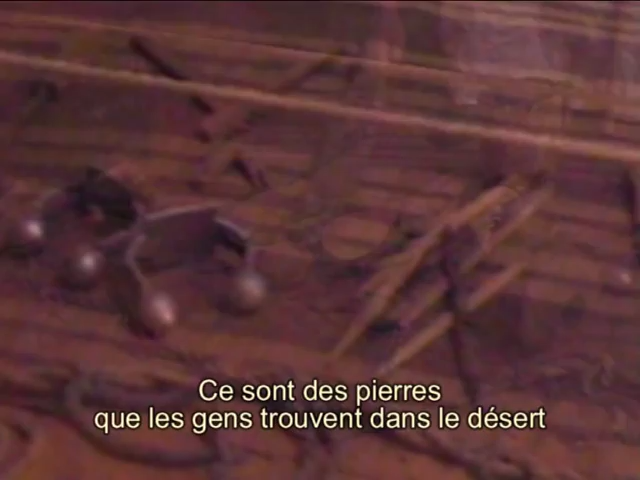 Ce sont des pierres
que les gens trouvent dans le désert